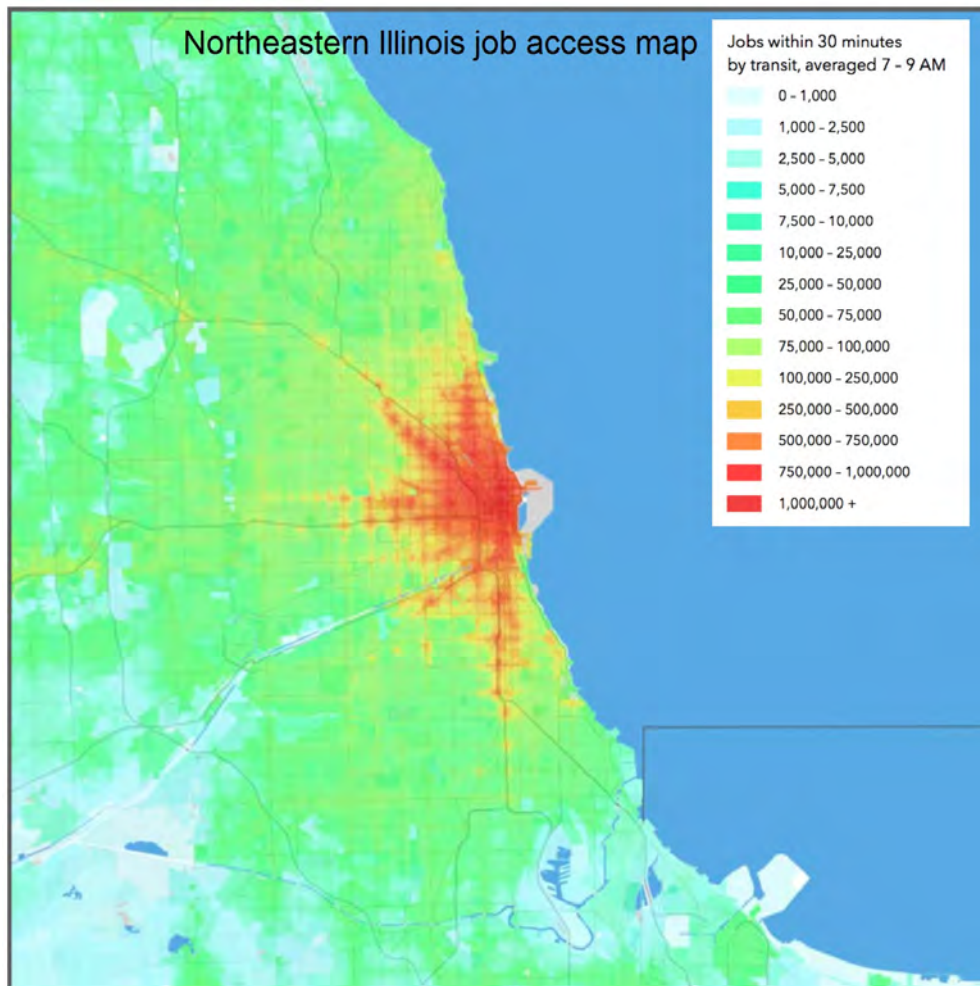 Northeastern Illinois job access map
Jobs within 30 minutes
by transit, averaged 7 - 9 AM
0 - 1,000
1,000 - 2,500
2,500 - 5,000
5,000 - 7,500
7,500 - 10,000
10,000 - 25,000
25,000 - 50,000
50,000 - 75,000
75,000 - 100,000
100,000 - 250,000
250,000 - 500,000
500,000 - 750,000
750,000 - 1,000,000
1,000,000 +